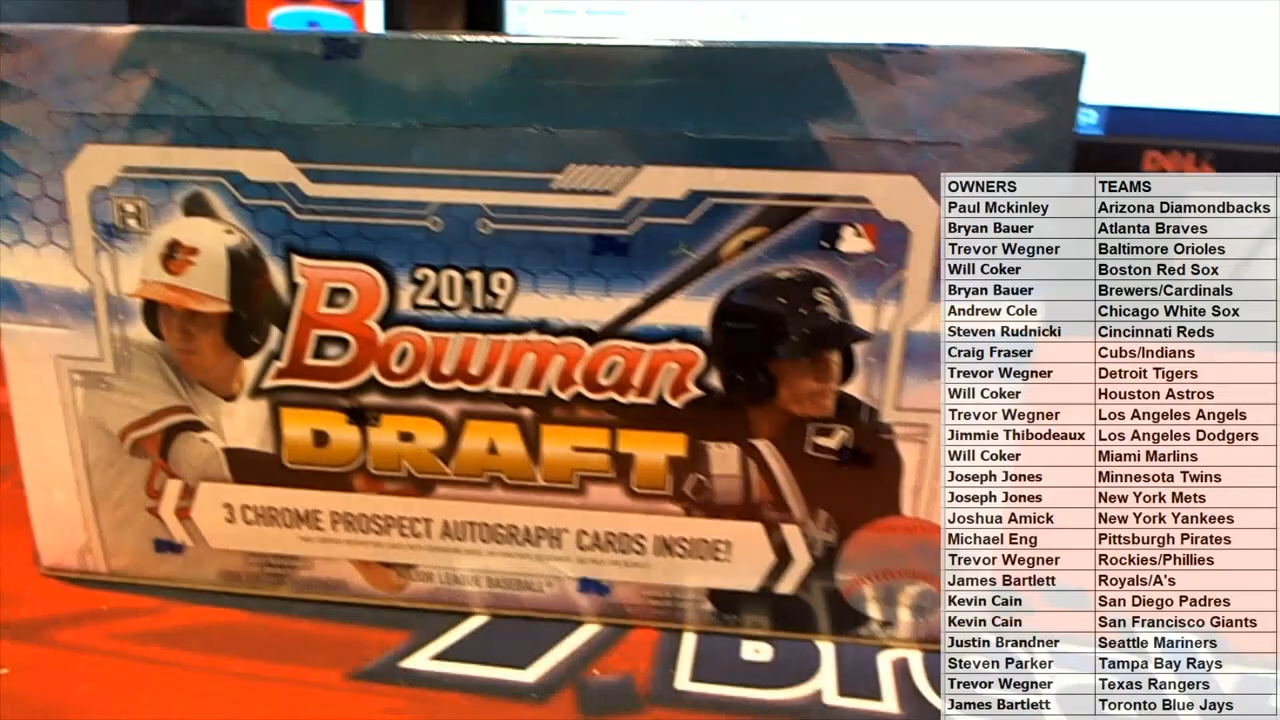 DELL
2019
Bowman
DRAFT
3 CHROME PROSPECT AUTOGRAPH CARDS INSIDE!
MAJOR LEAGUE BASEBALL
OWNERS TEAMS
Paul Mckinley Arizona Diamondbacks
Bryan Bauer Atlanta Braves
Trevor Wegner Baltimore Orioles
Will Coker Boston Red Sox
Bryan Bauer Brewers/Cardinals
Andrew Cole Chicago White Sox
Steven Rudnicki Cincinnati Reds
Craig Fraser Cubs/Indians
Trevor Wegner Detroit Tigers
Will Coker Houston Astros
Trevor Wegner Los Angeles Angels
Jimmie Thibodeaux Los Angeles Dodgers
Will Coker Miami Marlins
Joseph Jones Minnesota Twins
Joseph Jones New York Mets
Joshua Amick New York Yankees
Michael Eng Pittsburgh Pirates
Trevor Wegner Rockies/Phillies
James Bartlett Royals/A's
Kevin Cain San Diego Padres
Kevin Cain San Francisco Giants
Justin Brandner Seattle Mariners
Steven Parker Tampa Bay Rays
Trevor Wegner Texas Rangers
James Bartlett Toronto Blue Jays